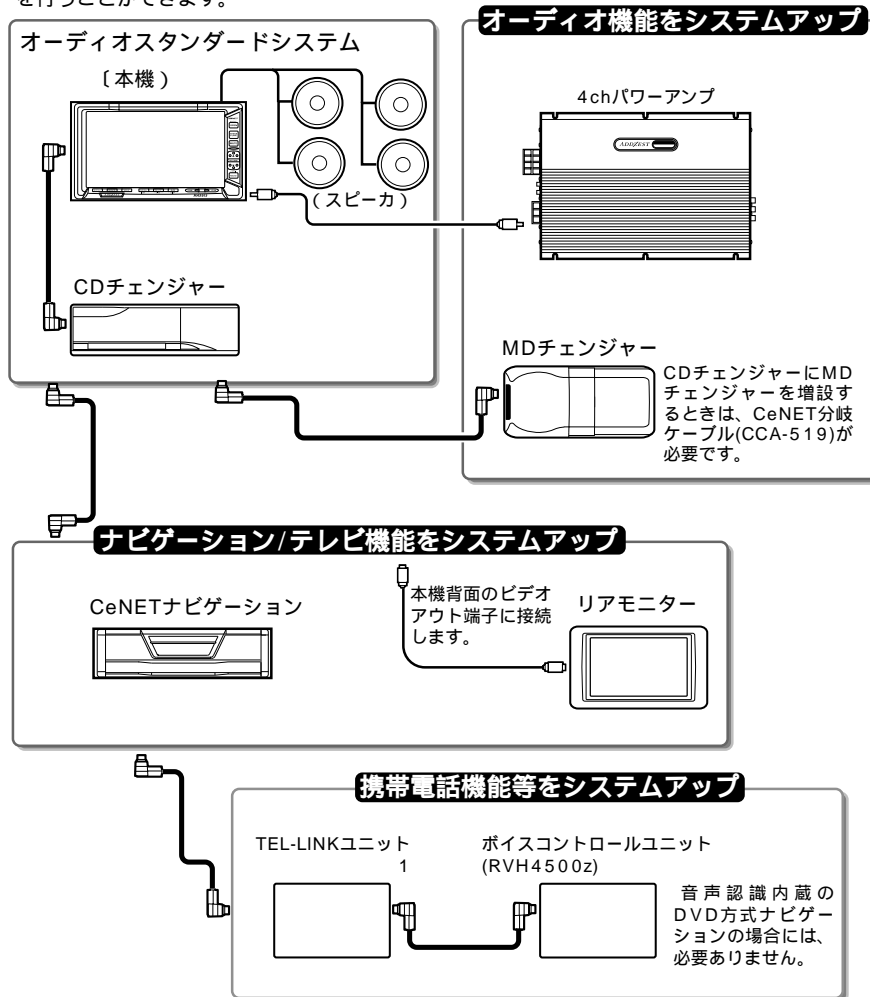 を行うことができます。
オーディオスタンダードシステム
〔本機〕
(スピーカ)
CDチェンジャー
オーディオ機能をシステムアップ
4chパワーアンプ
ADDZEST
MDチェンジャー
CDチェンジャーにMD
チェンジャーを増設す
るときは、CeNET分岐
ケーブル(CCA-519)が
必要です。
ナビゲーション/テレビ機能をシステムアップ
CeNETナビゲーション
本機背面のビデオ
アウト端子に接続
します。
リアモニター
携帯電話機能等をシステムアップ
TEL-LINKユニット
1
ボイスコントロールユニット
(RVH4500z)
音声認識内蔵の
DVD方式ナビゲー
ションの場合には、
必要ありません。